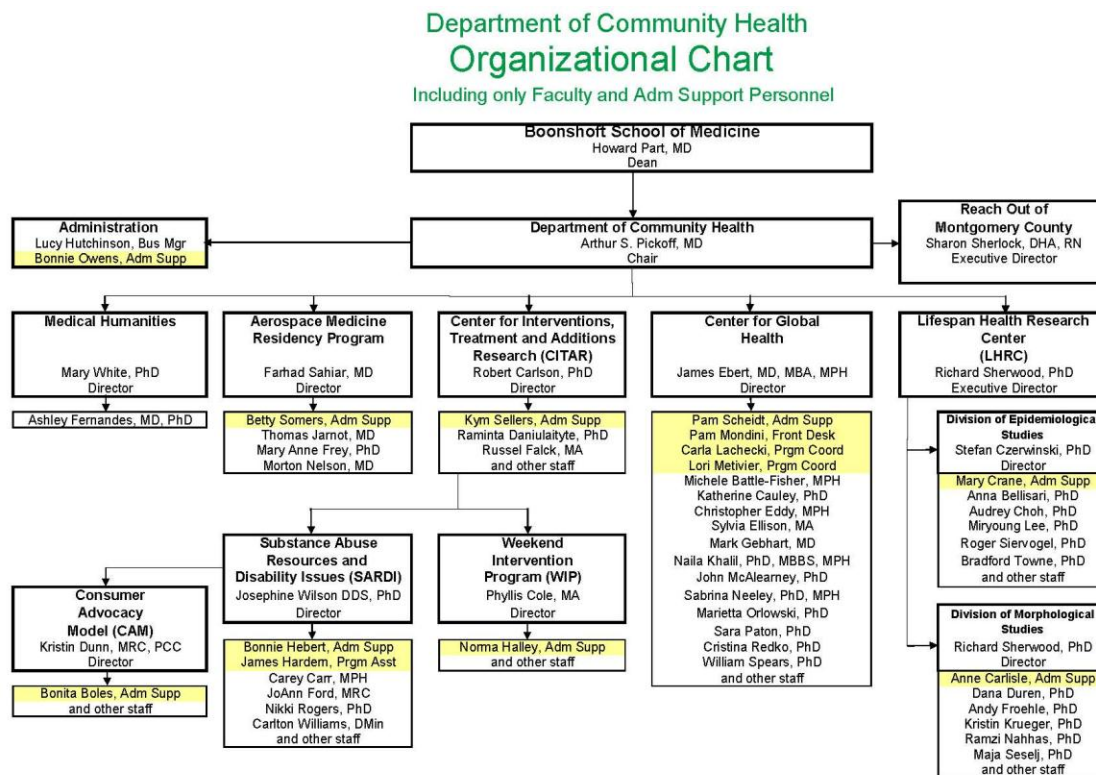 Department of Community Health
Organizational Chart
Including only Faculty and Adm Support Personnel
Boonshoft School of Medicine
Howard Part, MD
Dean
Administration
Lucy Hutchinson, Bus Mgr
Bonnie Owens, Adm Supp
Department of Community Health
Arthur S. Pickoff, MD
Chair
Reach Out of
Montgomery County
Sharon Sherlock, DHA, RN
Executive Director
Medical Humanities
Mary White, PhD
Director
Ashley Fernandes, MD, PhD
Aerospace Medicine
Residency Program
Farhad Sahiar, MD
Director
Betty Somers, Adm Supp
Thomas Jarnot, MD
Mary Anne Frey, PhD
Morton Nelson, MD
Center for Interventions,
Treatment and Additions
Research (CITAR)
Robert Carlson, PhD
Director
Kym Sellers, Adm Supp
Raminta Daniulaityte, PhD
Russel Falck, MA
and other staff
Center for Global
Health
James Ebert, MD, MBA, MPH
Director
Pam Scheidt, Adm Supp
Pam Mondini, Front Desk
Carla Lachecki, Prgm Coord
Lori Metivier, Prgm Coord
Michele Battle-Fisher, MPH
Katherine Cauley, PhD
Christopher Eddy, MPH
Sylvia Ellison, MA
Mark Gebhart, MD
Naila Khalil, PhD, MBBS, MPH
John McAlearney, PhD
Sabrina Neeley, PhD, MPH
Marietta Orlowski, PhD
Sara Paton, PhD
Cristina Redko, PhD
William Spears, PhD
and other staff
Lifespan Health Research
Center
(LHRC)
Richard Sherwood, PhD
Executive Director
Division of Epidemiological
Studies
Stefan Czerwinski, PhD
Director
Mary Crane, Adm Supp
Anna Bellisari, PhD
Audrey Choh, PhD
Miryoung Lee, PhD
Roger Siervogel, PhD
Bradford Towne, PhD
and other staff
Division of Morphological
Studies
Richard Sherwood, PhD
Director
Anne Carlisle, Adm Supp
Dana Duren, PhD
Andy Froehle, PhD
Kristin Krueger, PhD
Ramzi Nahhas, PhD
Maja Seselj, PhD
and other staff
Substance Abuse
Resources and
Disability Issues (SARDI)
Josephine Wilson DDS, PhD
Director
Bonnie Hebert, Adm Supp
James Hardem, Prgm Asst
Carey Carr, MPH
JoAnn Ford, MRC
Nikki Rogers, PhD
Carlton Williams, DMin
and other staff
Weekend
Intervention
Program (WIP)
Phyllis Cole, MA
Director
Norma Halley, Adm Supp
and other staff
Consumer
Advocacy
Model (CAM)
Kristin Dunn, MRC, PCC
Director
Bonita Boles, Adm Supp
and other staff